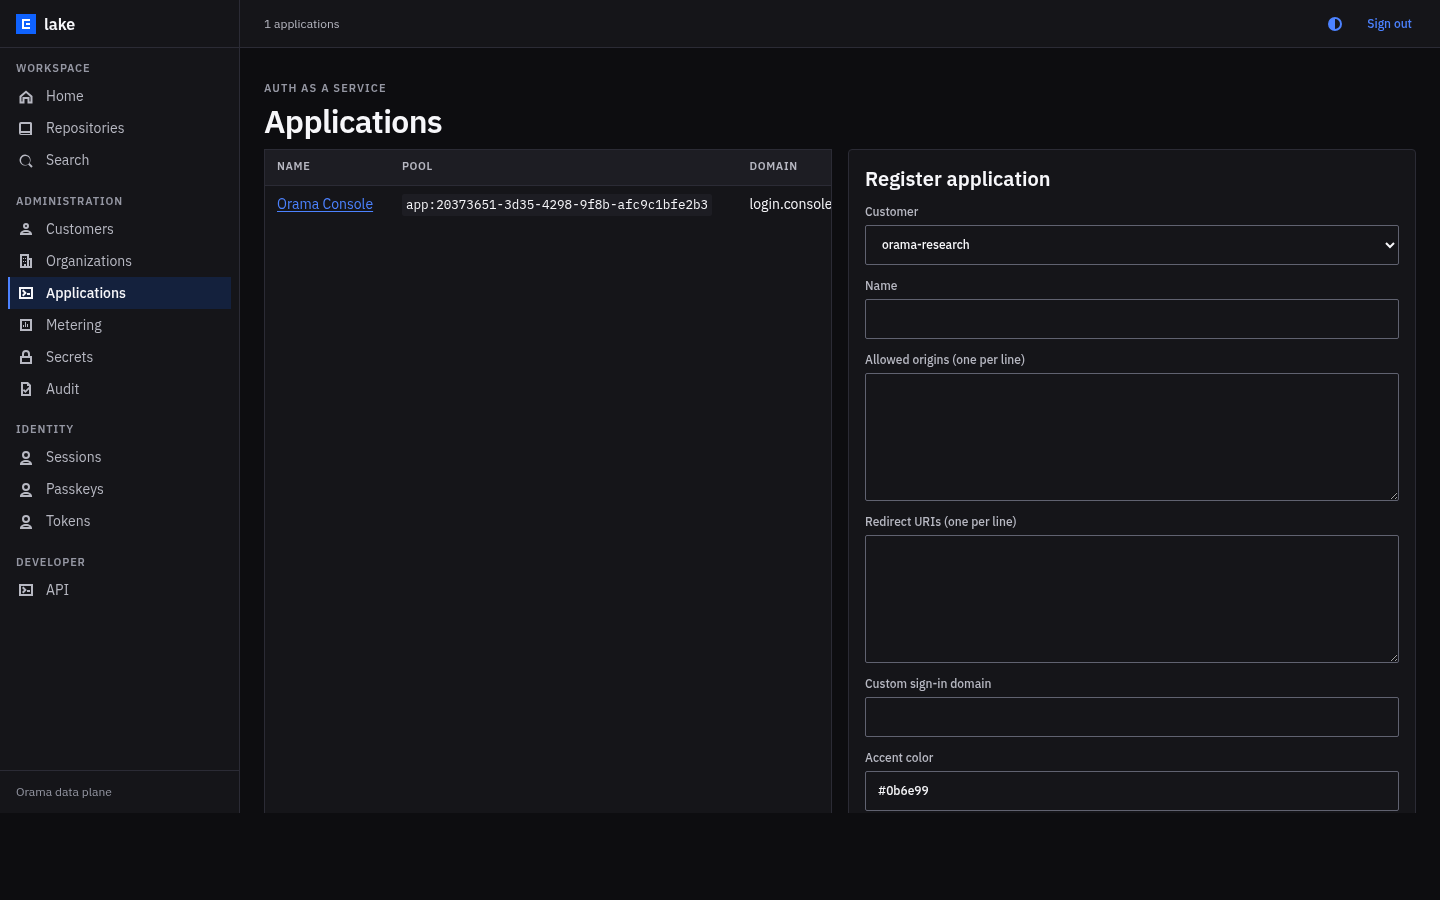 lake
1 applications
Sign out
WORKSPACE
Home
Repositories
Search
ADMINISTRATION
Customers
Organizations
Applications
Metering
Secrets
Audit
IDENTITY
Sessions
Passkeys
Tokens
DEVELOPER
API
Orama data plane
AUTH AS A SERVICE
Applications
NAME POOL DOMAIN
Orama Console app:20373651-3d35-4298-9f8b-afc9c1bfe2b3 login.console
Register application
Customer
orama-research
Name
Allowed origins (one per line)
Redirect URIs (one per line)
Custom sign-in domain
Accent color
#0b6e99